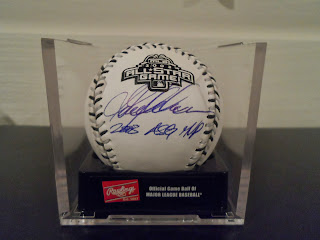 ALL-STAR
GAME
2003 ASG MVP
Rawlings
Official Game Ball Of
MAJOR LEAGUE BASEBALL